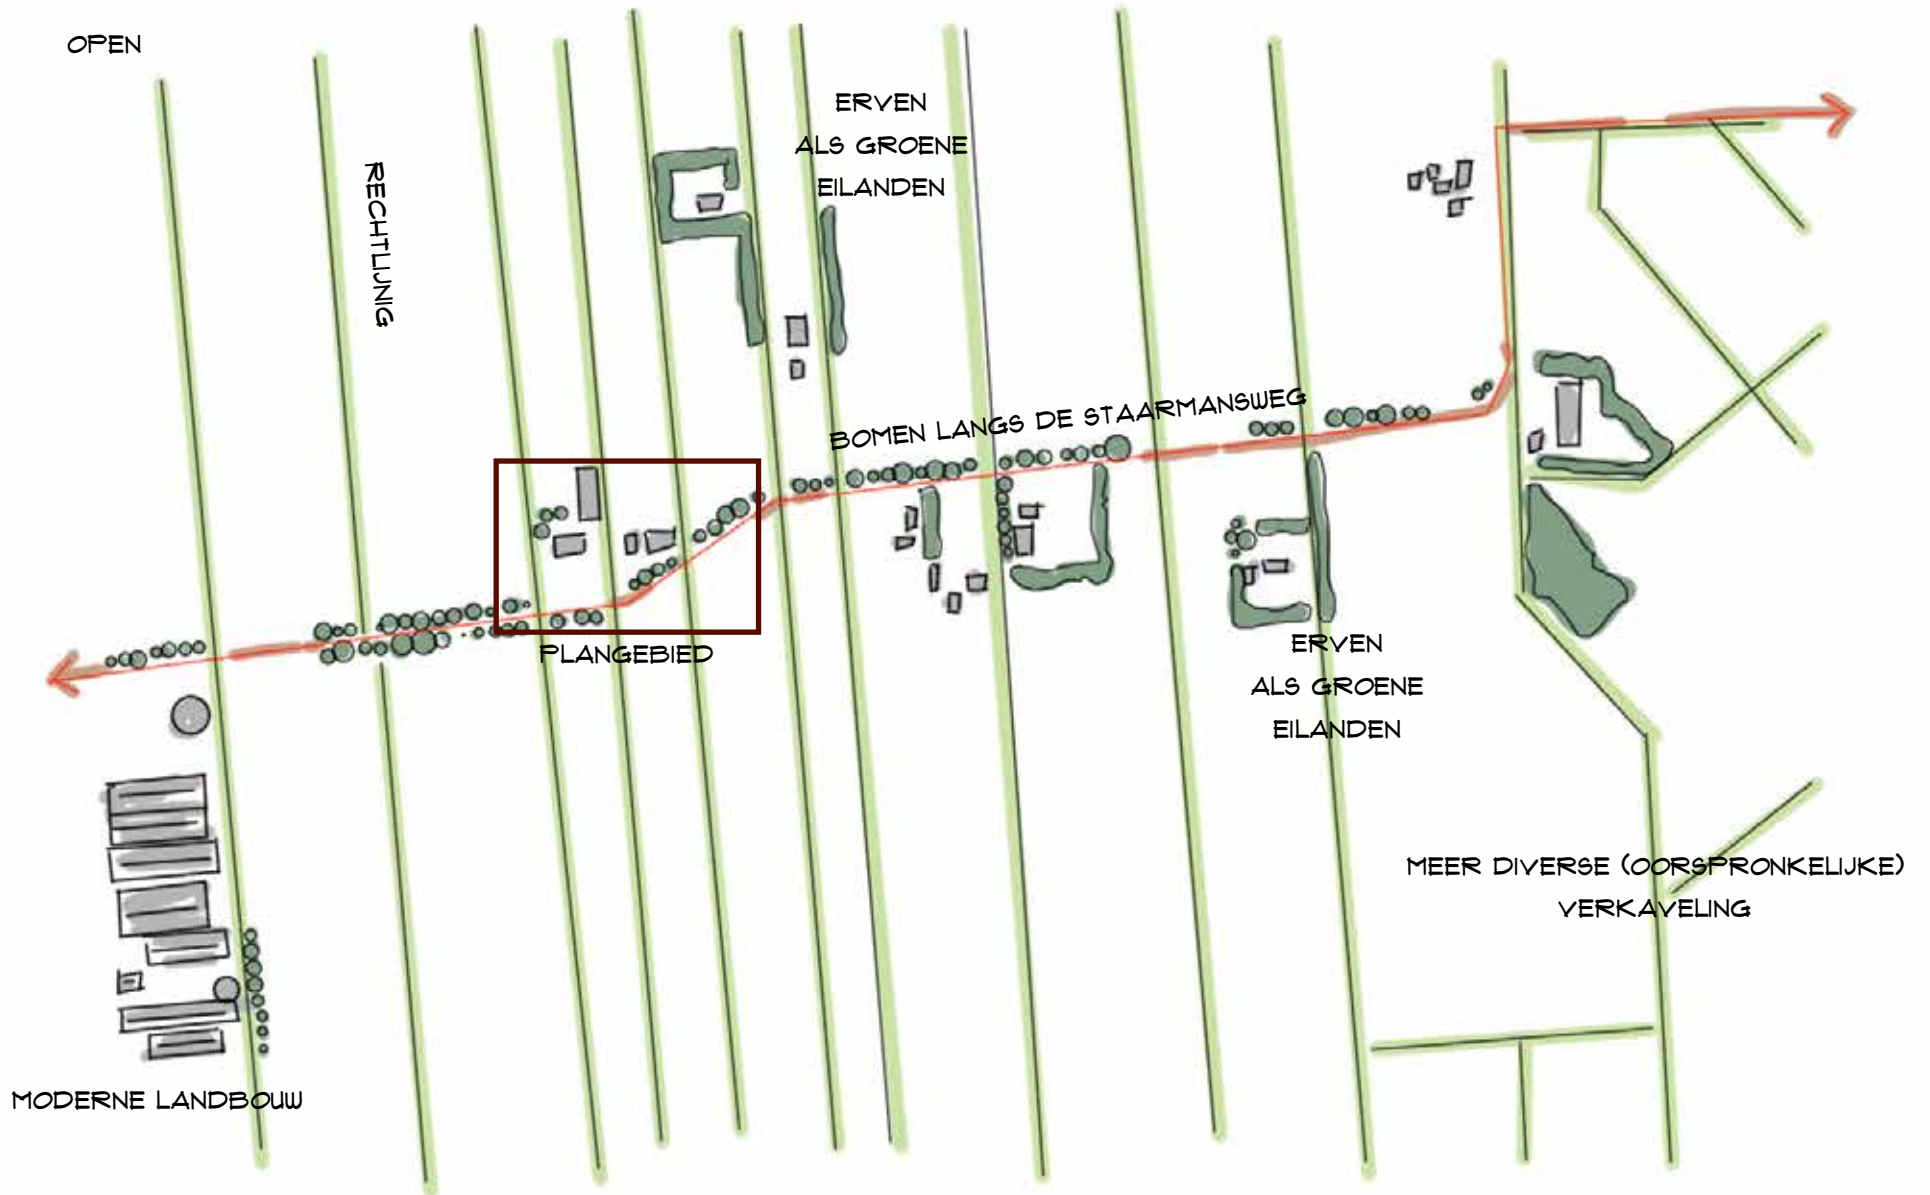 OPEN
ERVEN
ALS GROENE
EILANDEN
RECHTLIJNIG
BOMEN LANGS DE STAARMANSWEG
PLANGEBIED
ERVEN
ALS GROENE
EILANDEN
MEER DIVERSE (OORSPRONKELIJKE)
VERKAVELING
MODERNE LANDBOUW